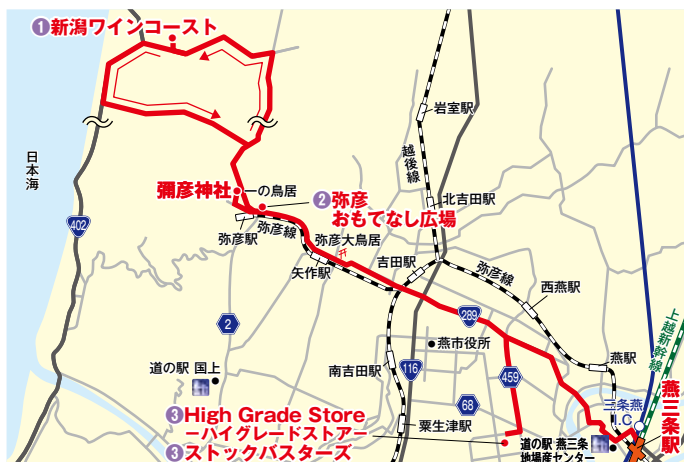 ①新潟ワインコースト
日本海
岩室駅
越後線
彌彦神社
一の鳥居
②弥彦
おもてなし広場
北吉田駅
402
弥彦駅
弥彦線
弥彦大鳥居
矢作駅
吉田駅
弥彦線
西燕駅
上越新幹線
2
289
燕市役所
道の駅 国上
南吉田駅
116
459
燕駅
68
三条燕
I.C
燕三条駅
③High Grade Store
ーハイグレードストアー
③ストックバスターズ
粟生津駅
道の駅 燕三条
地場産センター